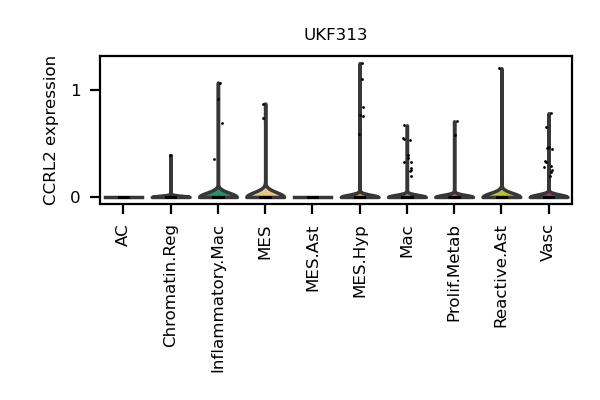 UKF313
CCRL2 expression
1
0
AC
Chromatin.Reg
Inflammatory.Mac
MES
MES.Ast
MES.Hyp
Mac
Prolif.Metab
Reactive.Ast
Vasc